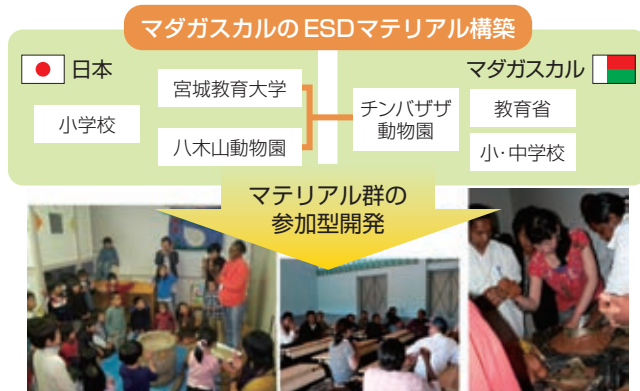 マダガスカルのESDマテリアル構築
日本
マダガスカル
小学校
宮城教育大学
八木山動物園
チンバザザ
動物園
教育省
小・中学校
マテリアル群の
参加型開発